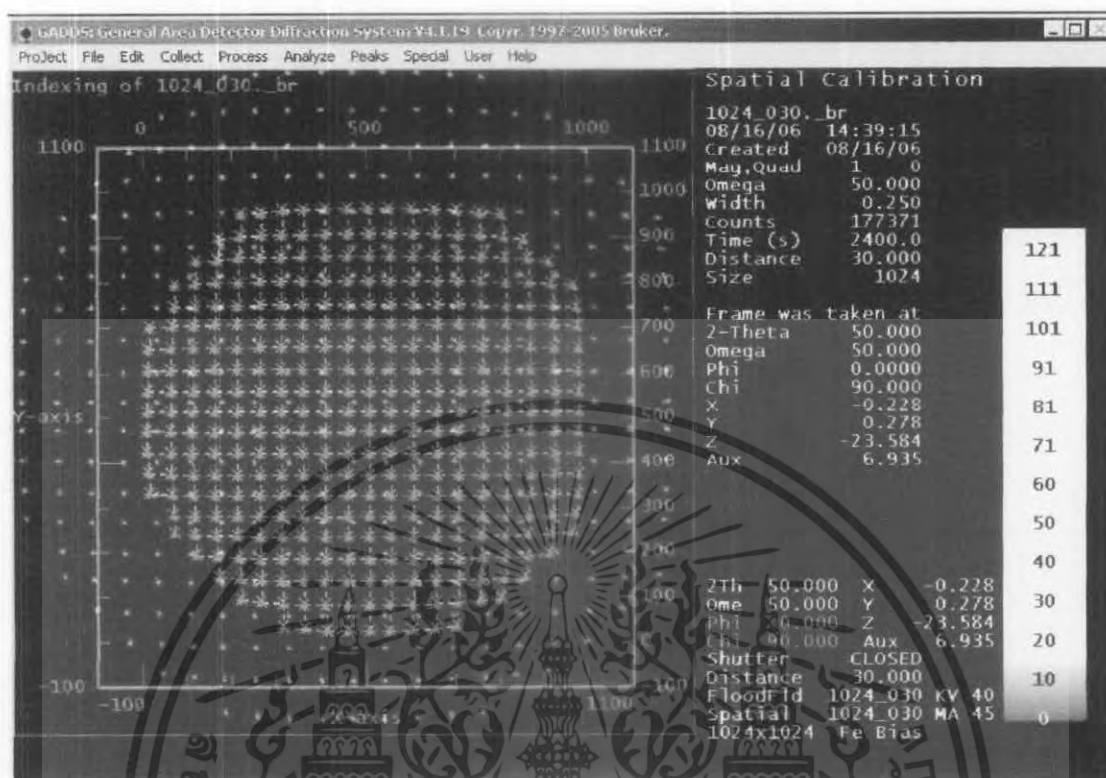 GADDS: General Area Detector Diffraction System V4.1.19 Copyr. 1997-2005 Bruker.
Project File Edit Collect Process Analyze Peaks Special User Help
Indexing of 1024_030._br
0 500 1000
1100 1100
1000
900
800
700
600
Y-axis 500
400
300
200
100
-100 -100
-100 X-axis 1100
Spatial Calibration
1024_030._br
08/16/06 14:39:15
Created 08/16/06
Mag.Quad 1 0
Omega 50.000
Width 0.250
Counts 177371
Time (s) 2400.0
Distance 30.000
Size 1024
Frame was taken at
2-Theta 50.000
Omega 50.000
Phi 0.0000
Chi 90.000
X -0.228
Y 0.278
Z -23.584
Aux 6.935
2Th 50.000 X -0.228
Ome 50.000 Y 0.278
Phi Z -23.584
Chi 90.000 Aux 6.935
Shutter CLOSED
Distance 30.000
FloodFld 1024_030 KV 40
Spatial 1024_030 MA 45
1024x1024 Fe Bias
121
111
101
91
81
71
60
50
40
30
20
10
0